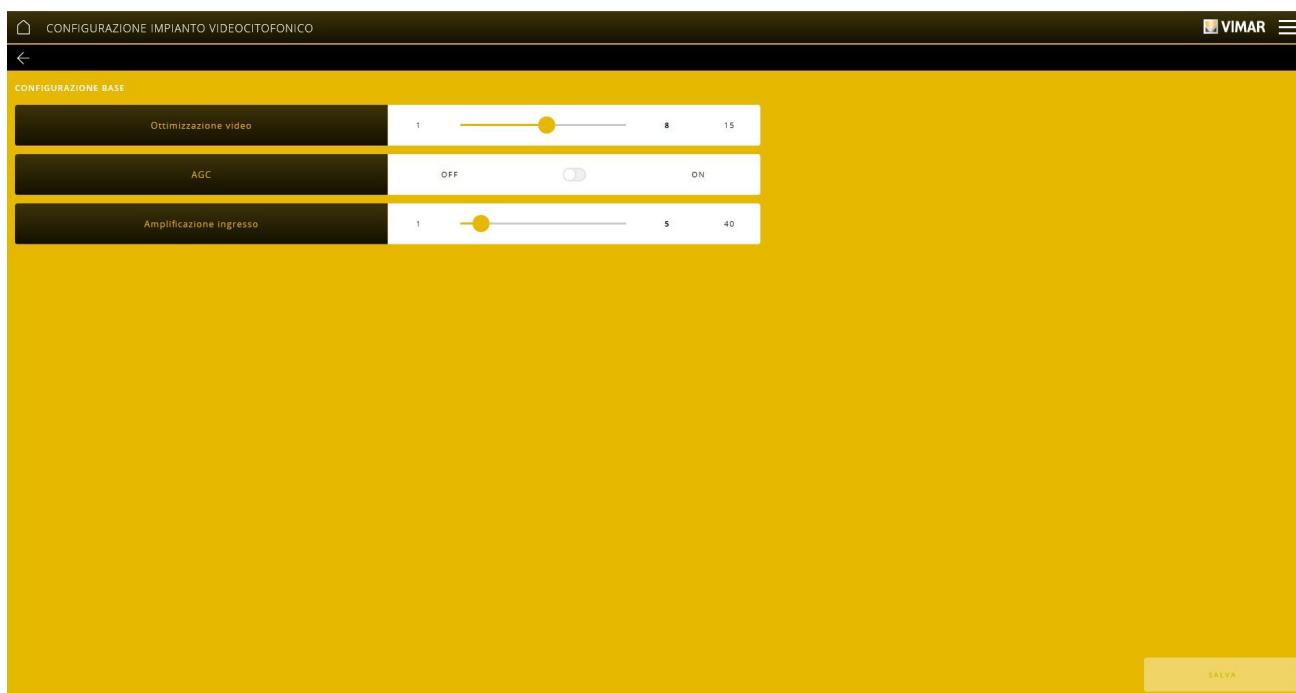 CONFIGURAZIONE IMPIANTO VIDEOCITOFONICO VIMAR
CONFIGURAZIONE BASE
Ottimizzazione video 1 8 15
AGC OFF ON
Amplificazione ingresso 1 5 40
SALVA